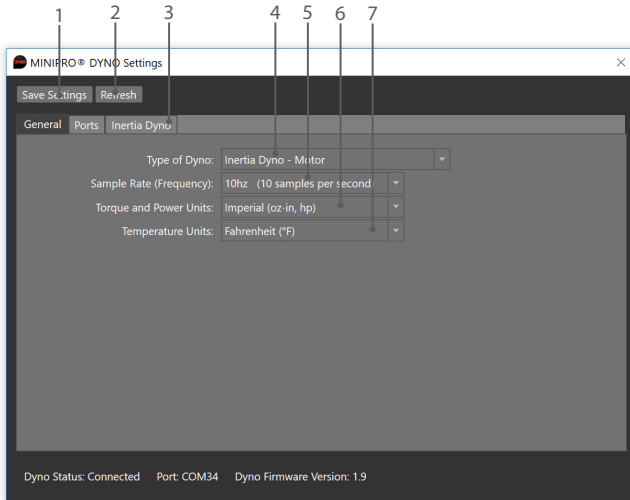 1 2 3 4 5 6 7
MINIPRO® DYNO Settings
Save Settings Refresh
General Ports Inertia Dyno
Type of Dyno: Inertia Dyno - Motor
Sample Rate (Frequency): 10hz (10 samples per second)
Torque and Power Units: Imperial (oz-in, hp)
Temperature Units: Fahrenheit (°F)
Dyno Status: Connected Port: COM34 Dyno Firmware Version: 1.9